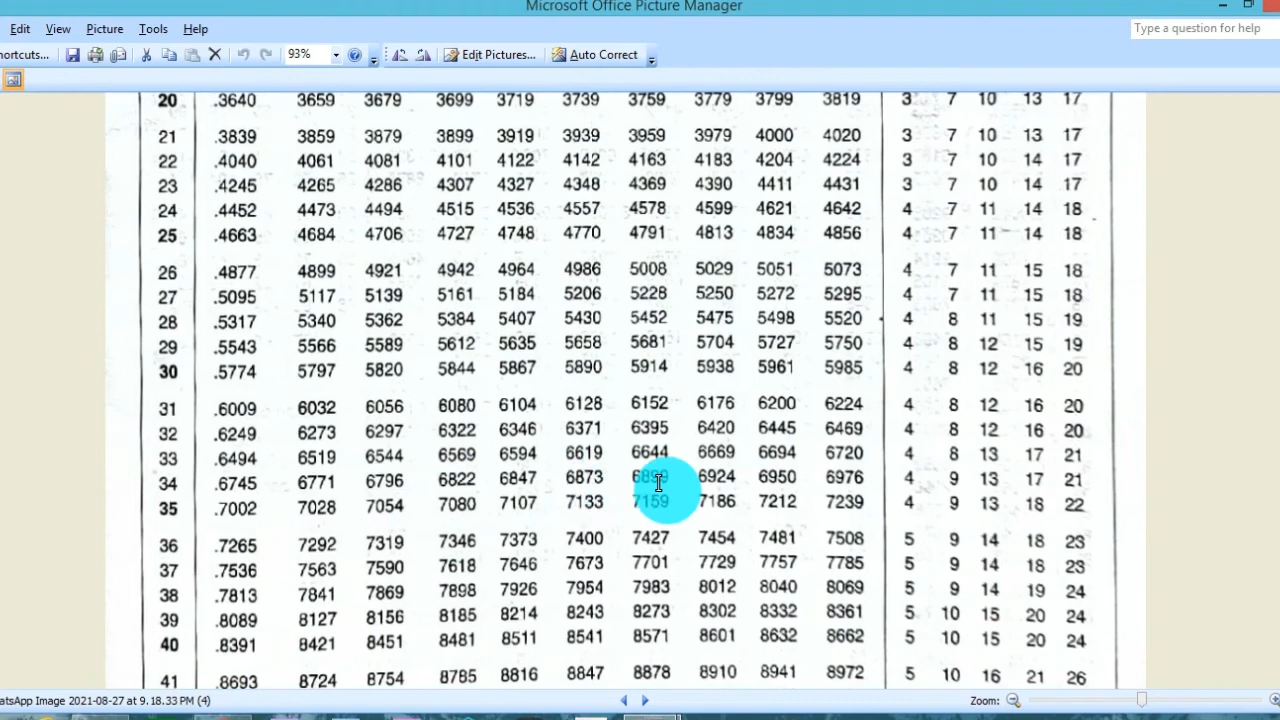 Microsoft Office Picture Manager
Edit View Picture Tools Help Type a question for help
hortcuts... 93% Edit Pictures... Auto Correct
20 .3640 3659 3679 3699 3719 3739 3759 3779 3799 3819 3 7 10 13 17
21 .3839 3859 3879 3899 3919 3939 3959 3979 4000 4020 3 7 10 13 17
22 .4040 4061 4081 4101 4122 4142 4163 4183 4204 4224 3 7 10 14 17
23 .4245 4265 4286 4307 4327 4348 4369 4390 4411 4431 3 7 10 14 17
24 .4452 4473 4494 4515 4536 4557 4578 4599 4621 4642 4 7 11 14 18
25 .4663 4684 4706 4727 4748 4770 4791 4813 4834 4856 4 7 11 14 18
26 .4877 4899 4921 4942 4964 4986 5008 5029 5051 5073 4 7 11 15 18
27 .5095 5117 5139 5161 5184 5206 5228 5250 5272 5295 4 7 11 15 18
28 .5317 5340 5362 5384 5407 5430 5452 5475 5498 5520 4 8 11 15 19
29 .5543 5566 5589 5612 5635 5658 5681 5704 5727 5750 4 8 12 15 19
30 .5774 5797 5820 5844 5867 5890 5914 5938 5961 5985 4 8 12 16 20
31 .6009 6032 6056 6080 6104 6128 6152 6176 6200 6224 4 8 12 16 20
32 .6249 6273 6297 6322 6346 6371 6395 6420 6445 6469 4 8 12 16 20
33 .6494 6519 6544 6569 6594 6619 6644 6669 6694 6720 4 8 13 17 21
34 .6745 6771 6796 6822 6847 6873 6899 6924 6950 6976 4 9 13 17 21
35 .7002 7028 7054 7080 7107 7133 7159 7186 7212 7239 4 9 13 18 22
36 .7265 7292 7319 7346 7373 7400 7427 7454 7481 7508 5 9 14 18 23
37 .7536 7563 7590 7618 7646 7673 7701 7729 7757 7785 5 9 14 18 23
38 .7813 7841 7869 7898 7926 7954 7983 8012 8040 8069 5 9 14 19 24
39 .8089 8127 8156 8185 8214 8243 8273 8302 8332 8361 5 10 15 20 24
40 .8391 8421 8451 8481 8511 8541 8571 8601 8632 8662 5 10 15 20 24
41 .8693 8724 8754 8785 8816 8847 8878 8910 8941 8972 5 10 16 21 26
atsApp Image 2021-08-27 at 9.18.33 PM (4) Zoom: